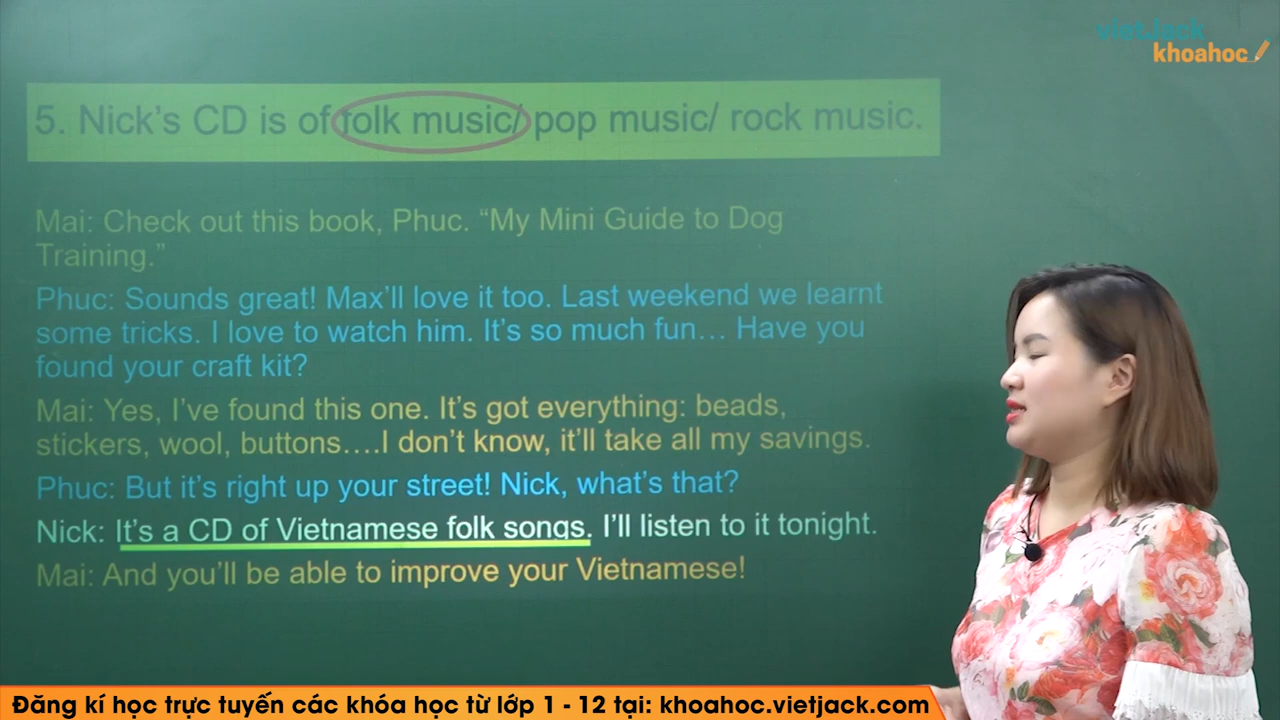 vietJack
khoahoc
5. Nick's CD is of folk music/ pop music/ rock music.
Mai: Check out this book, Phuc. “My Mini Guide to Dog
Training.”
Phuc: Sounds great! Max'll love it too. Last weekend we learnt
some tricks. I love to watch him. It's so much fun… Have you
found your craft kit?
Mai: Yes, I've found this one. It's got everything: beads,
stickers, wool, buttons….I don't know, it'll take all my savings.
Phuc: But it's right up your street! Nick, what's that?
Nick: It's a CD of Vietnamese folk songs. I'll listen to it tonight.
Mai: And you'll be able to improve your Vietnamese!
Đăng kí học trực tuyến các khóa học từ lớp 1 - 12 tại: khoahoc.vietjack.com